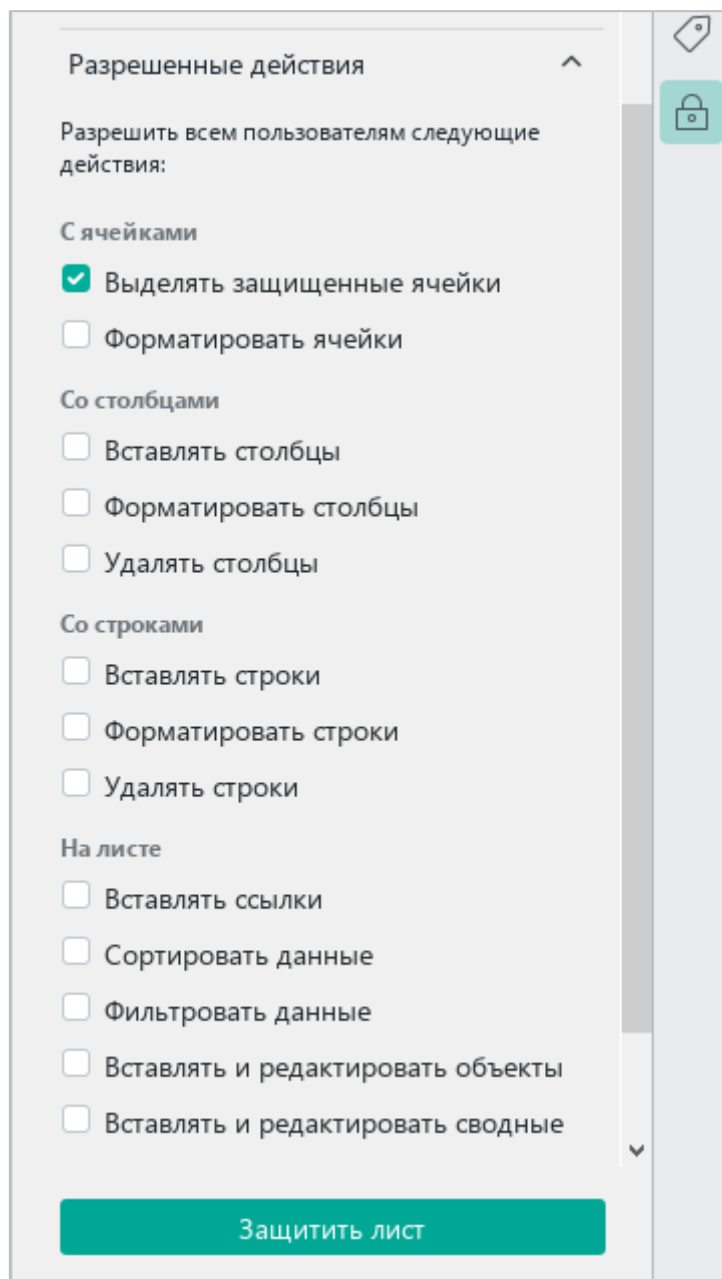 Разрешенные действия
Разрешить всем пользователям следующие
действия:
С ячейками
Выделять защищенные ячейки
Форматировать ячейки
Со столбцами
Вставлять столбцы
Форматировать столбцы
Удалять столбцы
Со строками
Вставлять строки
Форматировать строки
Удалять строки
На листе
Вставлять ссылки
Сортировать данные
Фильтровать данные
Вставлять и редактировать объекты
Вставлять и редактировать сводные
Защитить лист